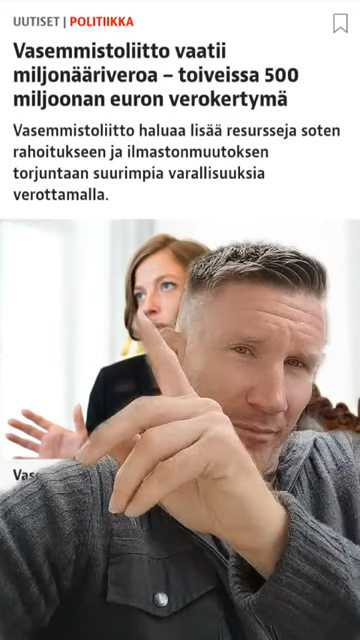 UUTISET | POLITIIKKA
Vasemmistoliitto vaatii
miljonääriveroa – toiveissa 500
miljoonan euron verokertymä
Vasemmistoliitto haluaa lisää resursseja soten
rahoitukseen ja ilmastonmuutoksen
torjuntaan suurimpia varallisuuksia
verottamalla.